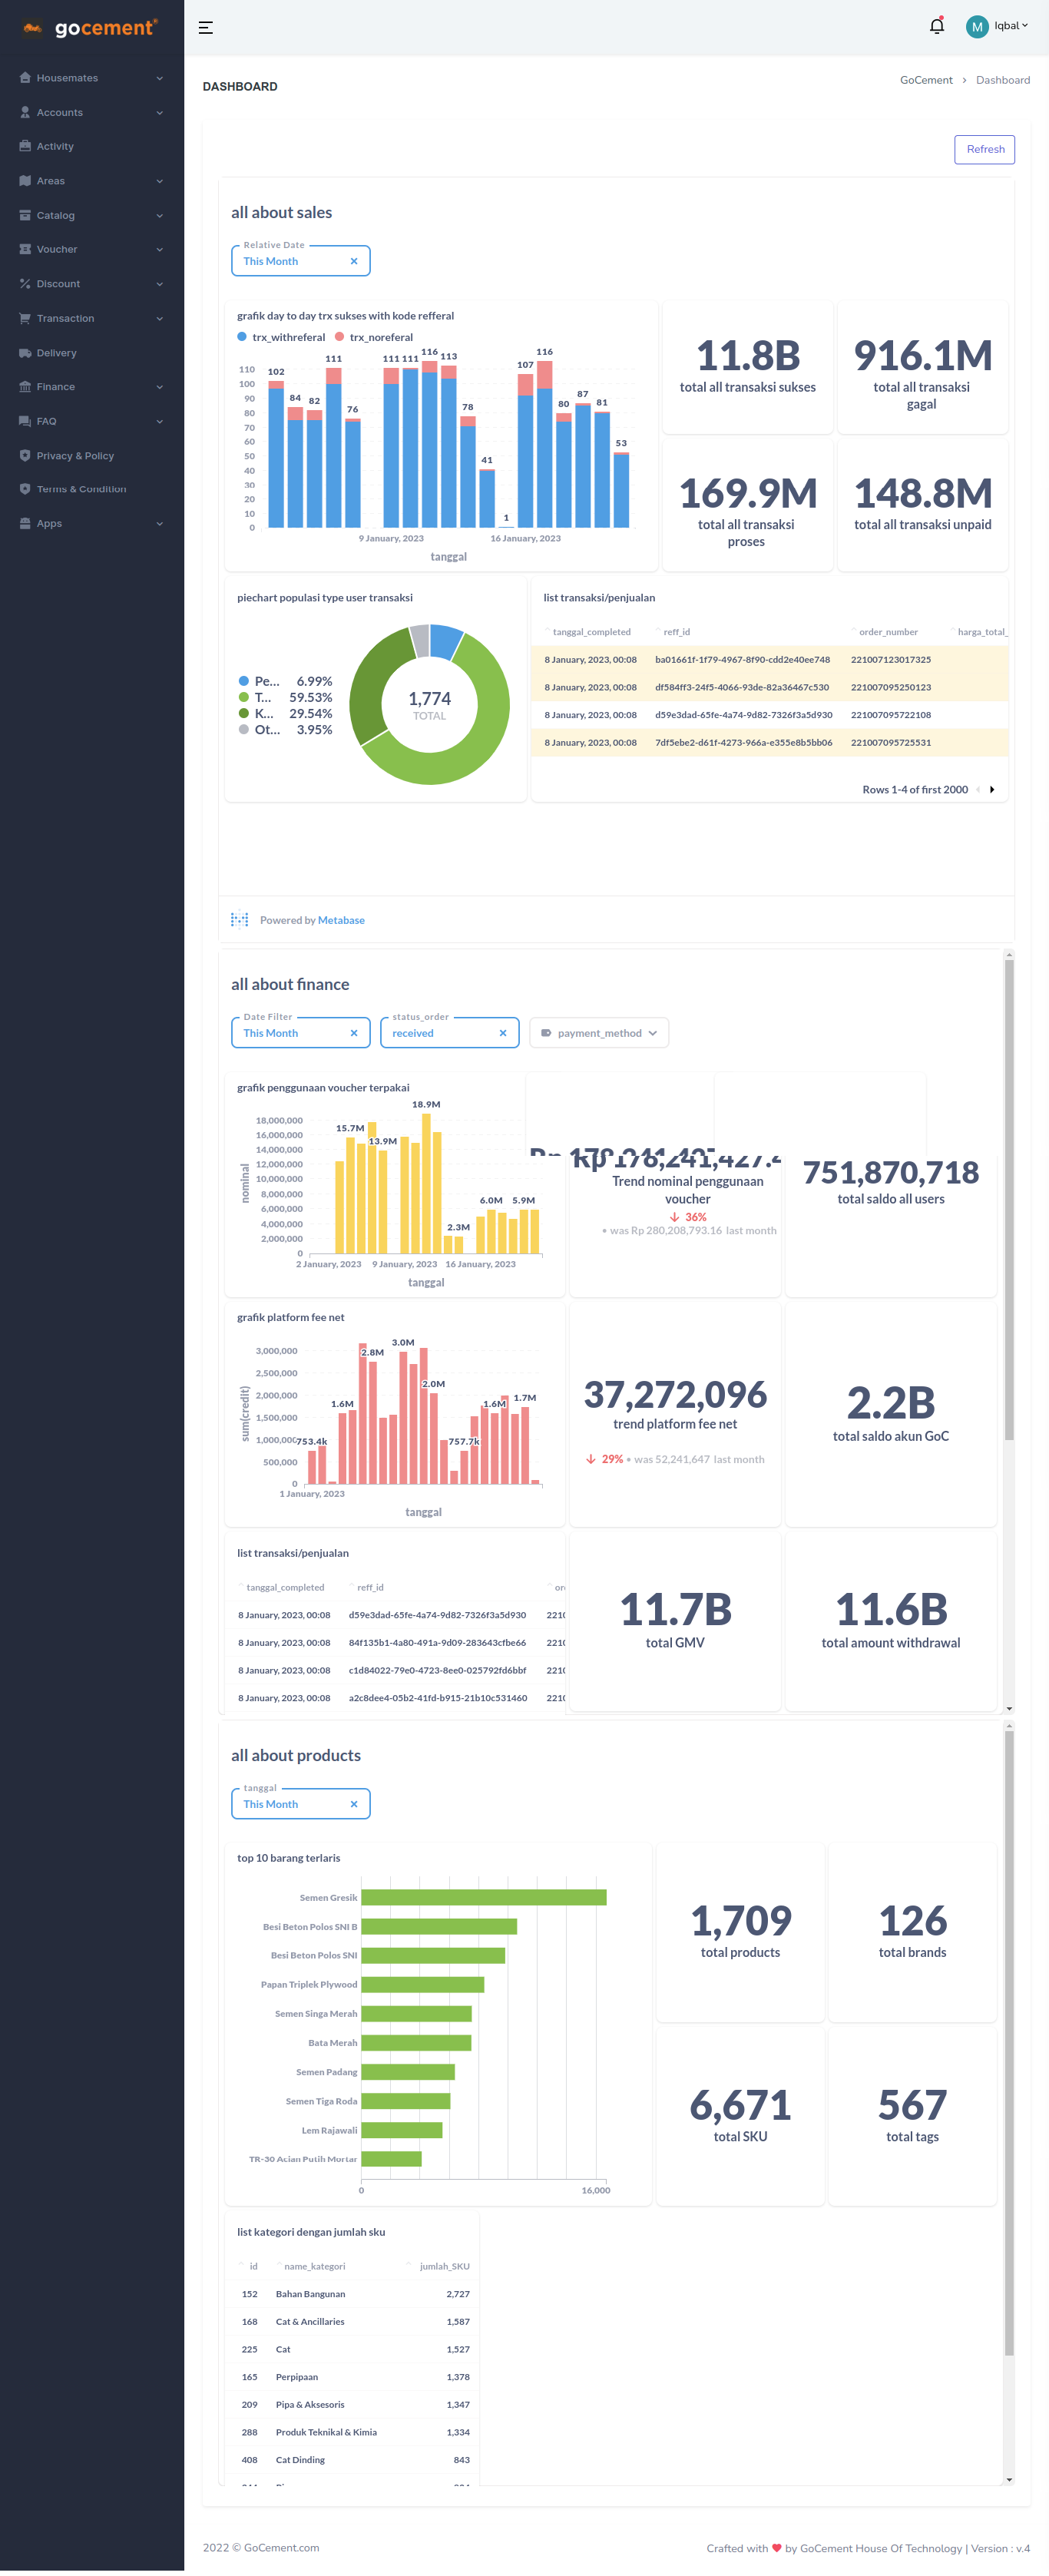 gocement
Iqbal
Housemates
Accounts
Activity
Areas
Catalog
Voucher
Discount
Transaction
Delivery
Finance
FAQ
Privacy & Policy
Terms & Condition
Apps
DASHBOARD
GoCement > Dashboard
Refresh
all about sales
Relative Date
This Month
grafik day to day trx sukses with kode refferal
trx_withreferal trx_noreferal
102 84 82 111 76 111 111 116 113 78 41 1 107 116 80 87 81 53
110
100
90
80
70
60
50
40
30
20
10
0
9 January, 2023 16 January, 2023
tanggal
11.8B
total all transaksi sukses
916.1M
total all transaksi
gagal
169.9M
total all transaksi
proses
148.8M
total all transaksi unpaid
piechart populasi type user transaksi
Pe... 6.99%
T... 59.53%
K... 29.54%
Ot... 3.95%
1,774
TOTAL
list transaksi/penjualan
tanggal_completed reff_id order_number harga_total_
8 January, 2023, 00:08 ba01661f-1f79-4967-8f90-cdd2e40ee748 221007123017325
8 January, 2023, 00:08 df584ff3-24f5-4066-93de-82a36467c530 221007095250123
8 January, 2023, 00:08 d59e3dad-65fe-4a74-9d82-7326f3a5d930 221007095722108
8 January, 2023, 00:08 7df5ebe2-d61f-4273-966a-e355e8b5bb06 221007095725531
Rows 1-4 of first 2000
Powered by Metabase
all about finance
Date Filter
This Month
status_order
received
payment_method
grafik penggunaan voucher terpakai
nominal
18,000,000
16,000,000
14,000,000
12,000,000
10,000,000
8,000,000
6,000,000
4,000,000
2,000,000
0
15.7M 13.9M 18.9M 2.3M 6.0M 5.9M
2 January, 2023 9 January, 2023 16 January, 2023
tanggal
Trend nominal penggunaan
voucher
36%
• was Rp 280,208,793.16 last month
751,870,718
total saldo all users
grafik platform fee net
sum(credit)
3,000,000
2,500,000
2,000,000
1,500,000
1,000,000
500,000
0
753.4k 1.6M 2.8M 3.0M 2.0M 757.7k 1.6M 1.7M
1 January, 2023
tanggal
37,272,096
trend platform fee net
29% • was 52,241,647 last month
2.2B
total saldo akun GoC
list transaksi/penjualan
tanggal_completed reff_id
8 January, 2023, 00:08 d59e3dad-65fe-4a74-9d82-7326f3a5d930 2210
8 January, 2023, 00:08 84f135b1-4a80-491a-9d09-283643cfbe66 2210
8 January, 2023, 00:08 c1d84022-79e0-4723-8ee0-025792fd6bbf 2210
8 January, 2023, 00:08 a2c8dee4-05b2-41fd-b915-21b10c531460 2210
11.7B
total GMV
11.6B
total amount withdrawal
all about products
tanggal
This Month
top 10 barang terlaris
Semen Gresik
Besi Beton Polos SNI B
Besi Beton Polos SNI
Papan Triplek Plywood
Semen Singa Merah
Bata Merah
Semen Padang
Semen Tiga Roda
Lem Rajawali
TR-30 Acian Putih Mortar
0 16,000
1,709
total products
126
total brands
6,671
total SKU
567
total tags
list kategori dengan jumlah sku
id name_kategori jumlah_SKU
152 Bahan Bangunan 2,727
168 Cat & Ancillaries 1,587
225 Cat 1,527
165 Perpipaan 1,378
209 Pipa & Aksesoris 1,347
288 Produk Teknikal & Kimia 1,334
408 Cat Dinding 843
2022 © GoCement.com
Crafted with ❤ by GoCement House Of Technology | Version : v.4